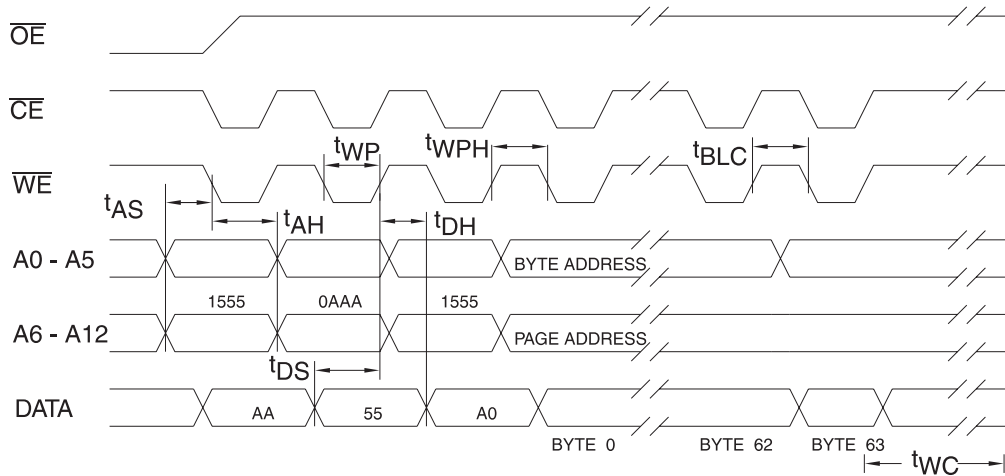 OE
CE
tWP tWPH tBLC
WE
tAS tAH tDH
A0 - A5 BYTE ADDRESS
1555 0AAA 1555
A6 - A12 PAGE ADDRESS
tDS
DATA AA 55 A0
BYTE 0 BYTE 62 BYTE 63
tWC